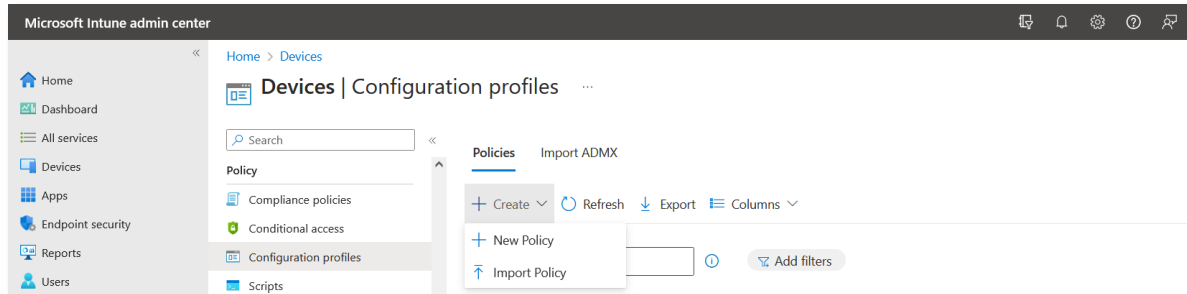 Microsoft Intune admin center
Home
Dashboard
All services
Devices
Apps
Endpoint security
Reports
Users
Home > Devices
Devices | Configuration profiles ...
Search
Policy
Compliance policies
Conditional access
Configuration profiles
Scripts
Policies Import ADMX
Create Refresh Export Columns
New Policy
Import Policy
Add filters